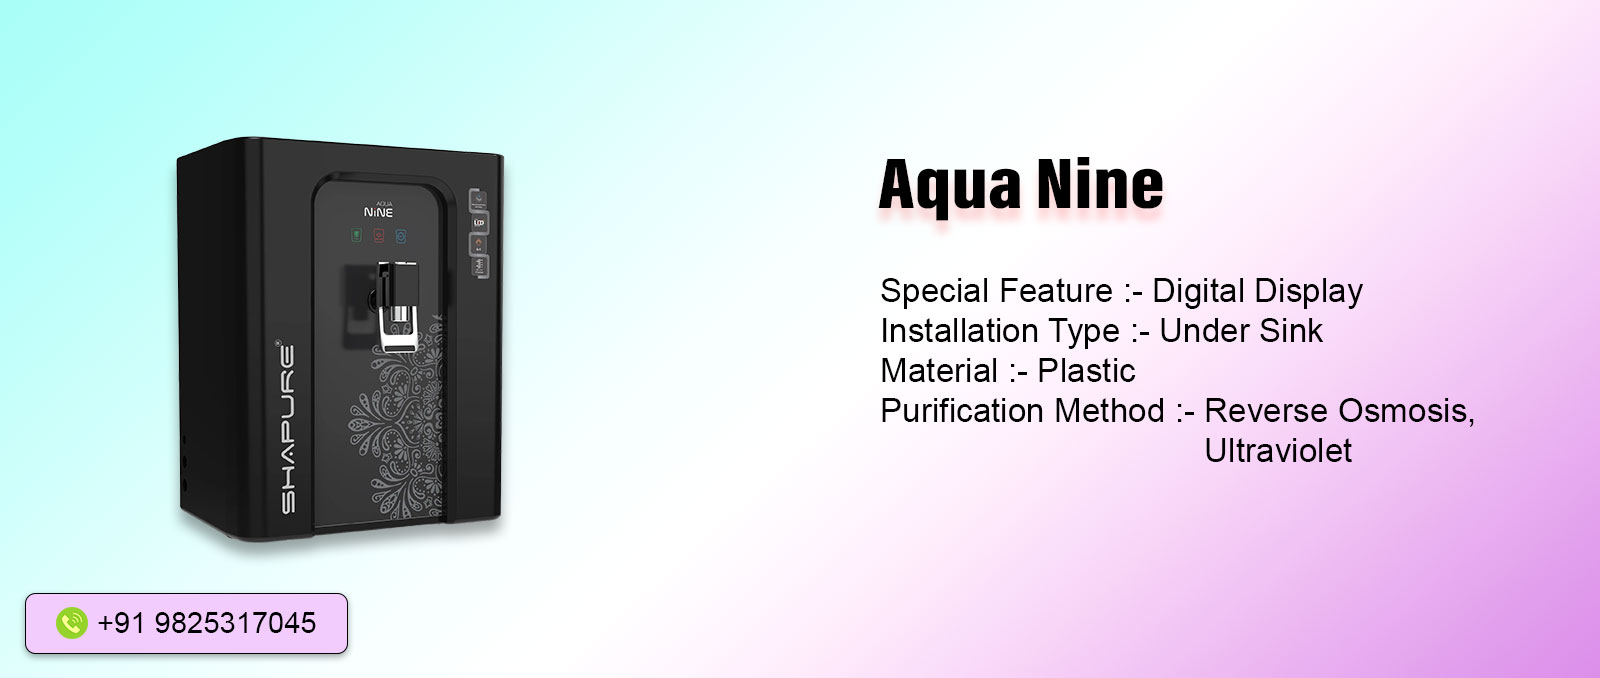 Aqua Nine
Special Feature :- Digital Display
Installation Type :- Under Sink
Material :- Plastic
Purification Method :- Reverse Osmosis,
Ultraviolet
AQUA
NiNE
SHAPURE®
+91 9825317045